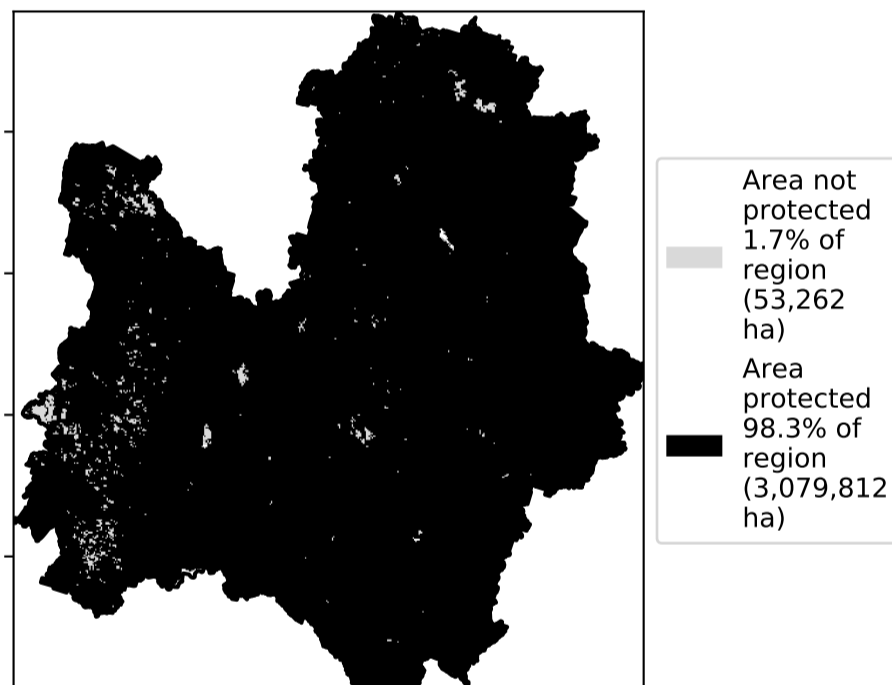 Area not
protected
1.7% of
region
(53,262
ha)
Area
protected
98.3% of
region
(3,079,812
ha)